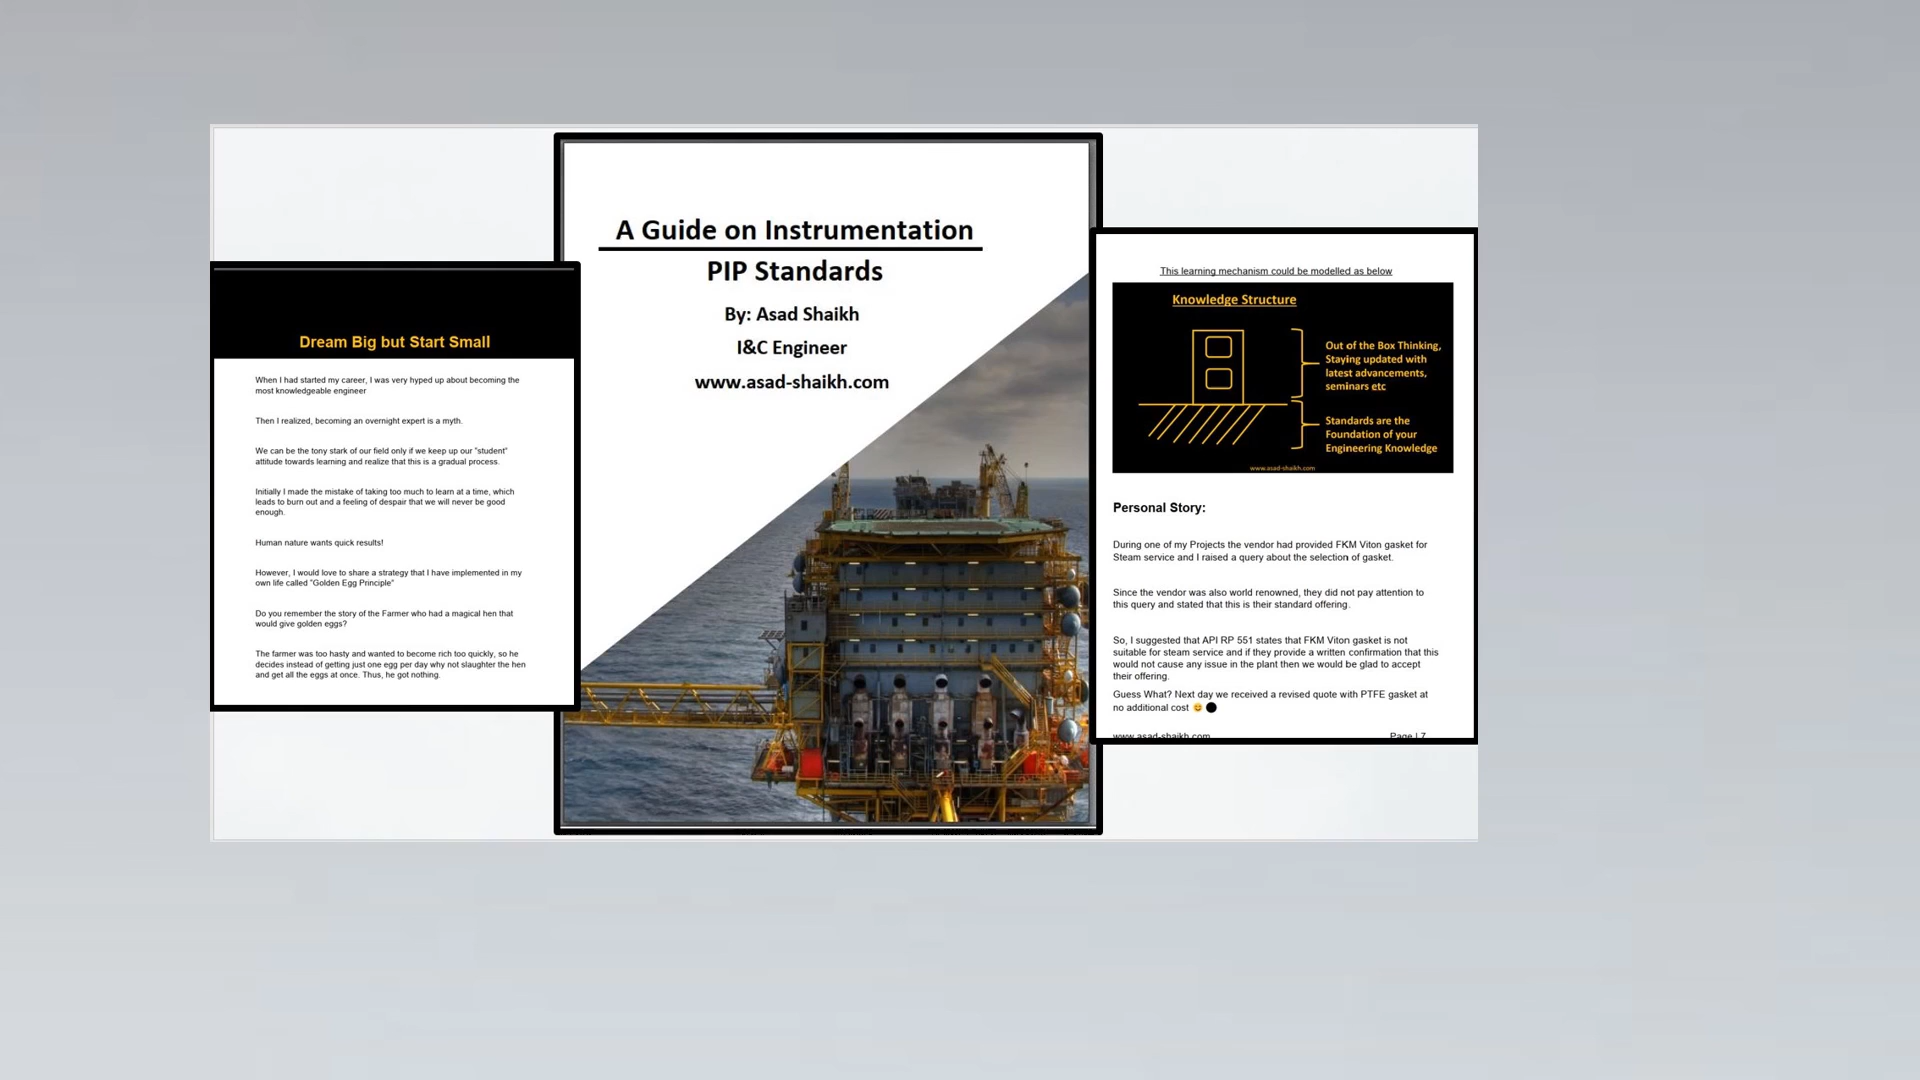 Dream Big but Start Small
When I had started my career, I was very hyped up about becoming the
most knowledgeable engineer
Then I realized, becoming an overnight expert is a myth.
We can be the tony stark of our field only if we keep up our "student"
attitude towards learning and realize that this is a gradual process.
Initially I made the mistake of taking too much to learn at a time, which
leads to burn out and a feeling of despair that we will never be good
enough.
Human nature wants quick results!
However, I would love to share a strategy that I have implemented in my
own life called "Golden Egg Principle"
Do you remember the story of the Farmer who had a magical hen that
would give golden eggs?
The farmer was too hasty and wanted to become rich too quickly, so he
decides instead of getting just one egg per day why not slaughter the hen
and get all the eggs at once. Thus, he got nothing.
A Guide on Instrumentation
PIP Standards
By: Asad Shaikh
I&C Engineer
www.asad-shaikh.com
This learning mechanism could be modelled as below
Knowledge Structure
Out of the Box Thinking,
Staying updated with
latest advancements,
seminars etc
Standards are the
Foundation of your
Engineering Knowledge
www.asad-shaikh.com
Personal Story:
During one of my Projects the vendor had provided FKM Viton gasket for
Steam service and I raised a query about the selection of gasket.
Since the vendor was also world renowned, they did not pay attention to
this query and stated that this is their standard offering.
So, I suggested that API RP 551 states that FKM Viton gasket is not
suitable for steam service and if they provide a written confirmation that this
would not cause any issue in the plant then we would be glad to accept
their offering.
Guess What? Next day we received a revised quote with PTFE gasket at
no additional cost 😀
www.asad-shaikh.com Page | 7